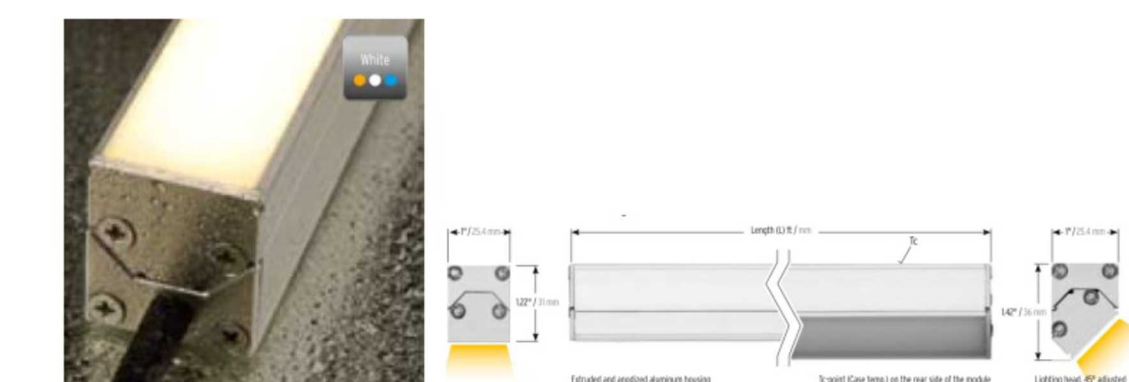 White
1" / 25.4 mm
Length (L) ft / mm
1" / 25.4 mm
Tc
1.22" / 31 mm
1.42" / 36 mm
Extruded and anodized aluminum housing
Tc-point (Case temp.) on the rear side of the module
Lighting head, 45° adjusted